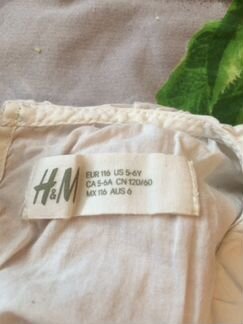 H&M
EUR 116 US 5-6Y
CA 5-6A CN 120/60
MX 116 AUS 6